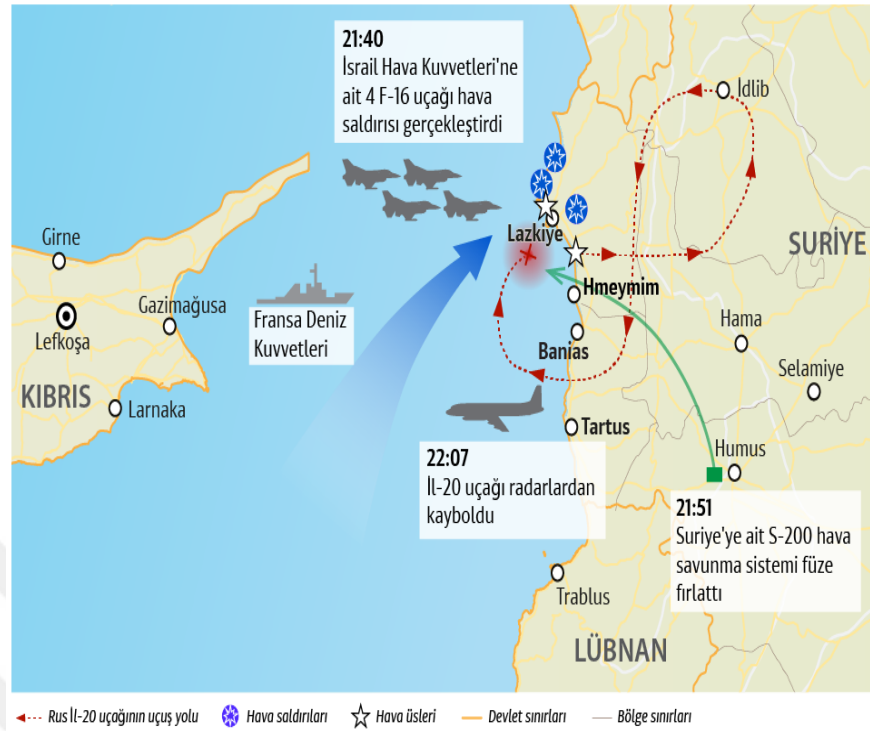 21:40
İsrail Hava Kuvvetleri'ne
ait 4 F-16 uçağı hava
saldırısı gerçekleştirdi
İdlib
Girne
Lazkiye
SURİYE
Gazimağusa
Hmeymim
Lefkoşa
Fransa Deniz
Kuvvetleri
Hama
Banias
Selamiye
KIBRIS
Larnaka
Tartus
Humus
22:07
İl-20 uçağı radarlardan
kayboldu
21:51
Suriye'ye ait S-200 hava
savunma sistemi füze
fırlattı
Trablus
LÜBNAN
Rus İl-20 uçağının uçuş yolu
Hava saldırıları
Hava üsleri
Devlet sınırları
Bölge sınırları